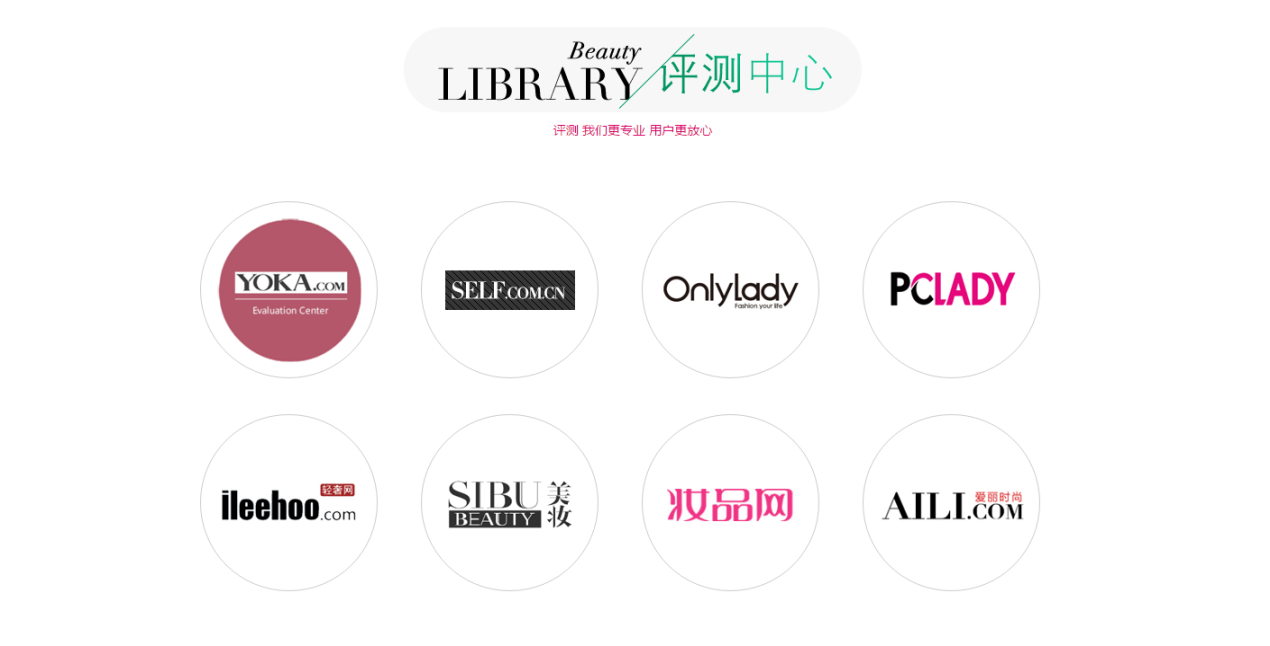 Beauty
LIBRARY 评测中心
评测 我们更专业 用户更放心
YOKA.COM
Evaluation Center
SELF.COM.CN
OnlyLady
Fashion your life
PCLADY
轻奢网
ileehoo.com
SIBU 美妆
BEAUTY
妆品网
爱丽时尚
AILI.COM